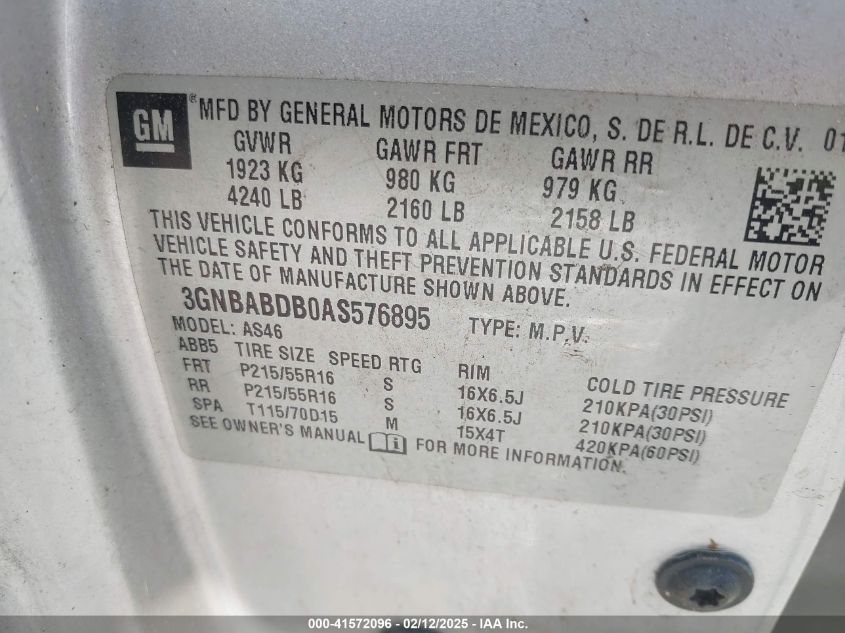 GM ® MFD BY GENERAL MOTORS DE MEXICO, S. DE R.L. DE C.V. 01
GVWR GAWR FRT GAWR RR
1923 KG 980 KG 979 KG
4240 LB 2160 LB 2158 LB
THIS VEHICLE CONFORMS TO ALL APPLICABLE U.S. FEDERAL MOTOR
VEHICLE SAFETY AND THEFT PREVENTION STANDARDS IN EFFECT ON
THE DATE OF MANUFACTURE SHOWN ABOVE.
3GNBABDB0AS576895 TYPE: M.P.V.
MODEL: AS46
ABB5 TIRE SIZE SPEED RTG RIM COLD TIRE PRESSURE
FRT P215/55R16 S 16X6.5J 210KPA(30PSI)
RR P215/55R16 S 16X6.5J 210KPA(30PSI)
SPA T115/70D15 M 15X4T 420KPA(60PSI)
SEE OWNER'S MANUAL i FOR MORE INFORMATION.
000-41572096 - 02/12/2025 - IAA Inc.